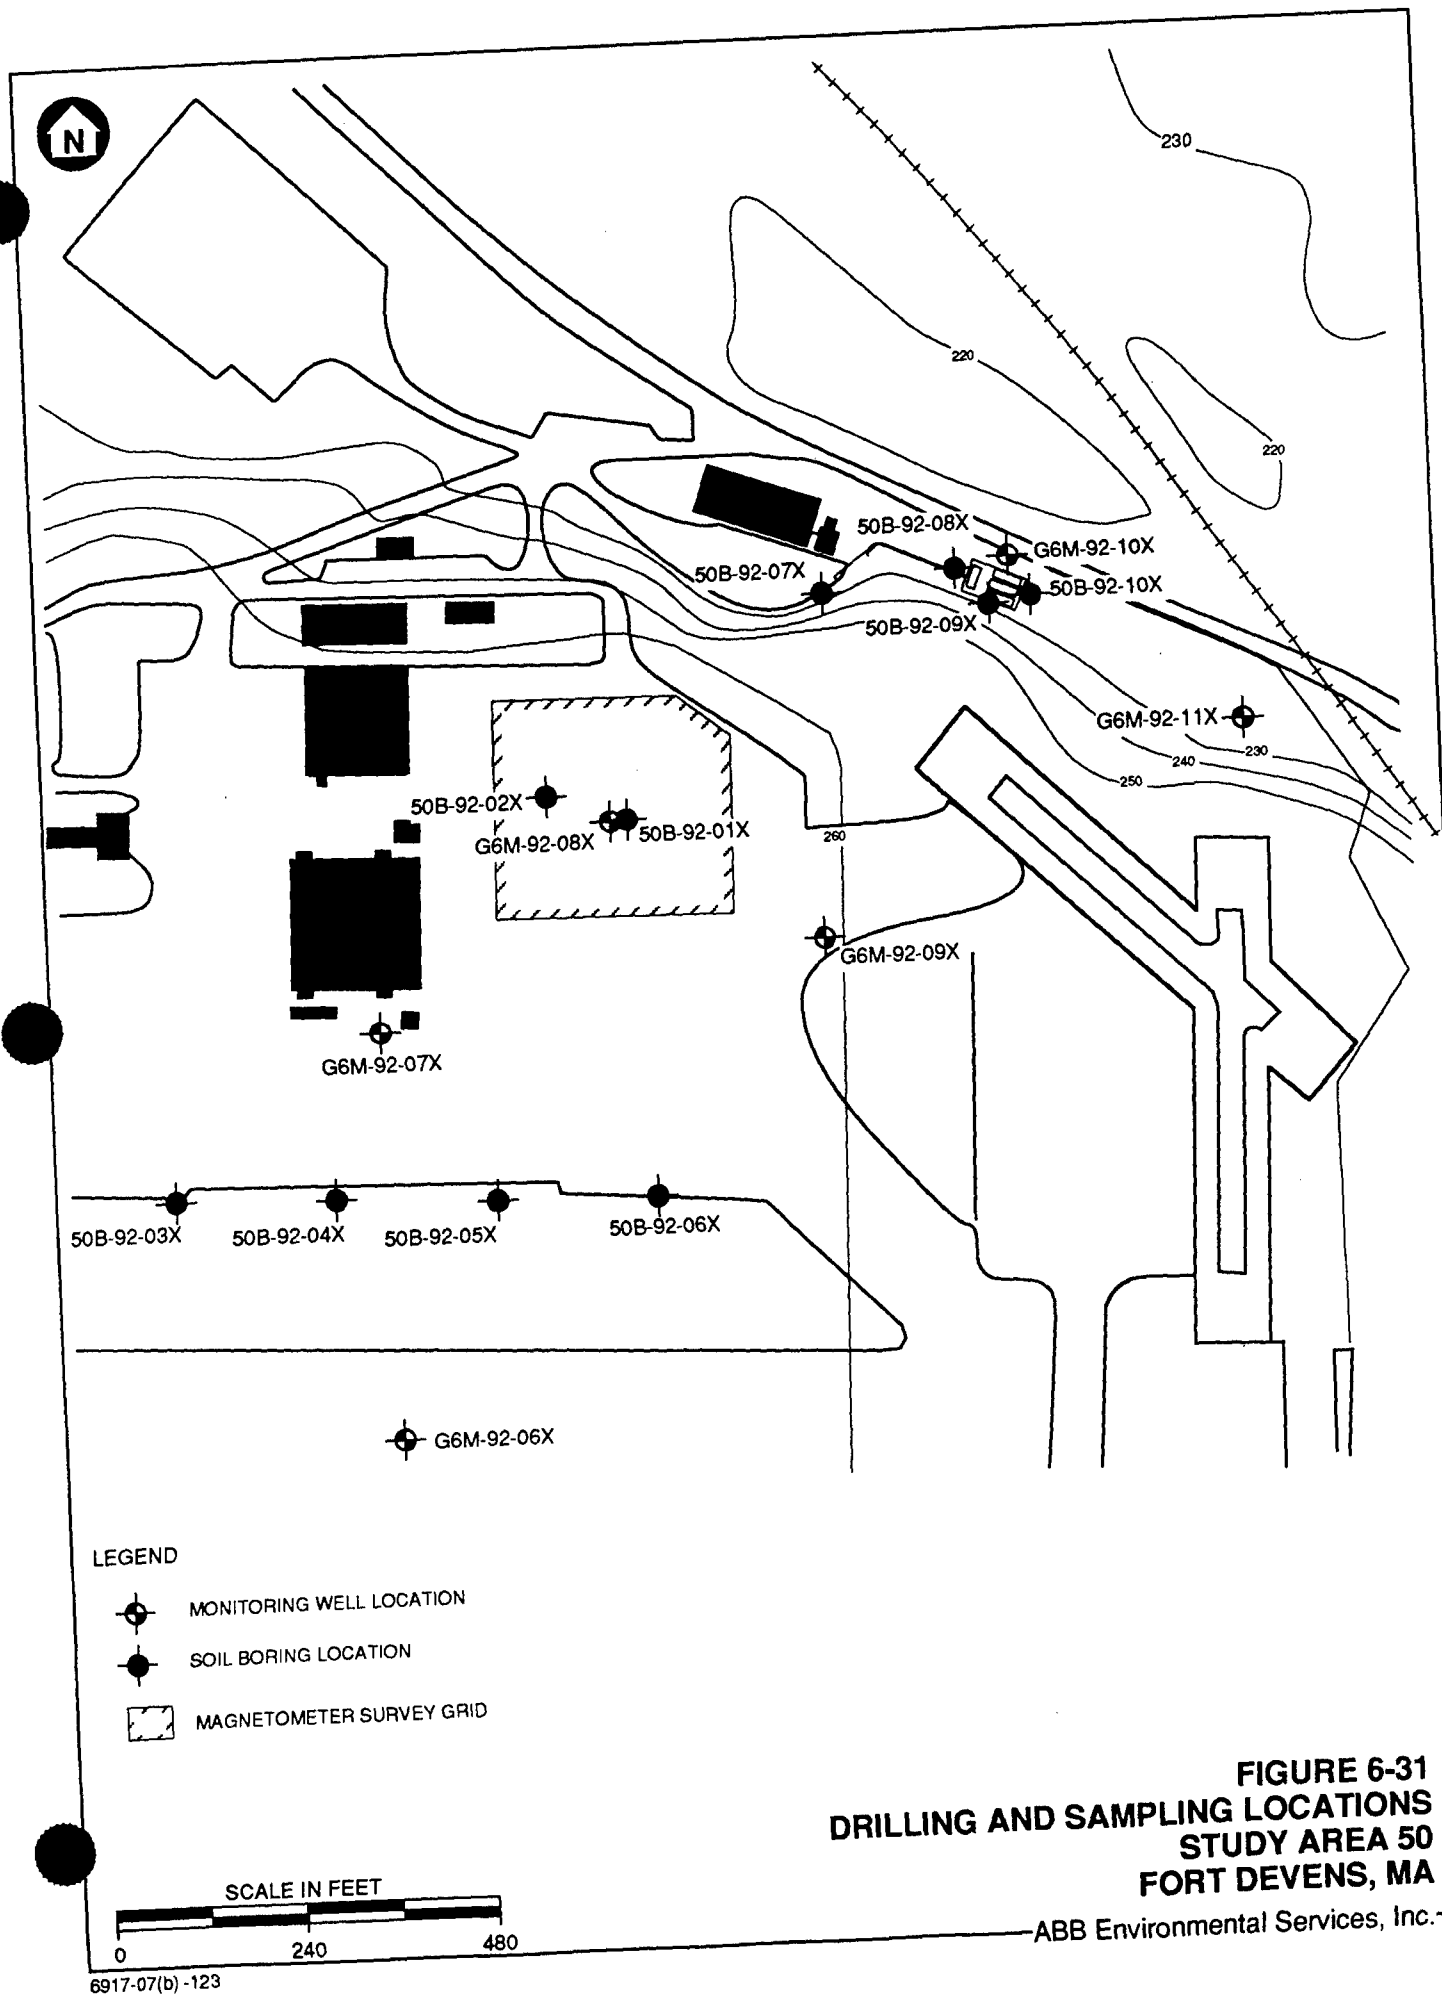 N
230
220
220
50B-92-08X
G6M-92-10X
50B-92-07X
50B-92-10X
50B-92-09X
G6M-92-11X
230
240
250
50B-92-02X
G6M-92-08X
50B-92-01X
260
G6M-92-09X
G6M-92-07X
50B-92-03X
50B-92-04X
50B-92-05X
50B-92-06X
G6M-92-06X
LEGEND
MONITORING WELL LOCATION
SOIL BORING LOCATION
MAGNETOMETER SURVEY GRID
FIGURE 6-31
DRILLING AND SAMPLING LOCATIONS
STUDY AREA 50
FORT DEVENS, MA
SCALE IN FEET
0 240 480
ABB Environmental Services, Inc.
6917-07(b) -123